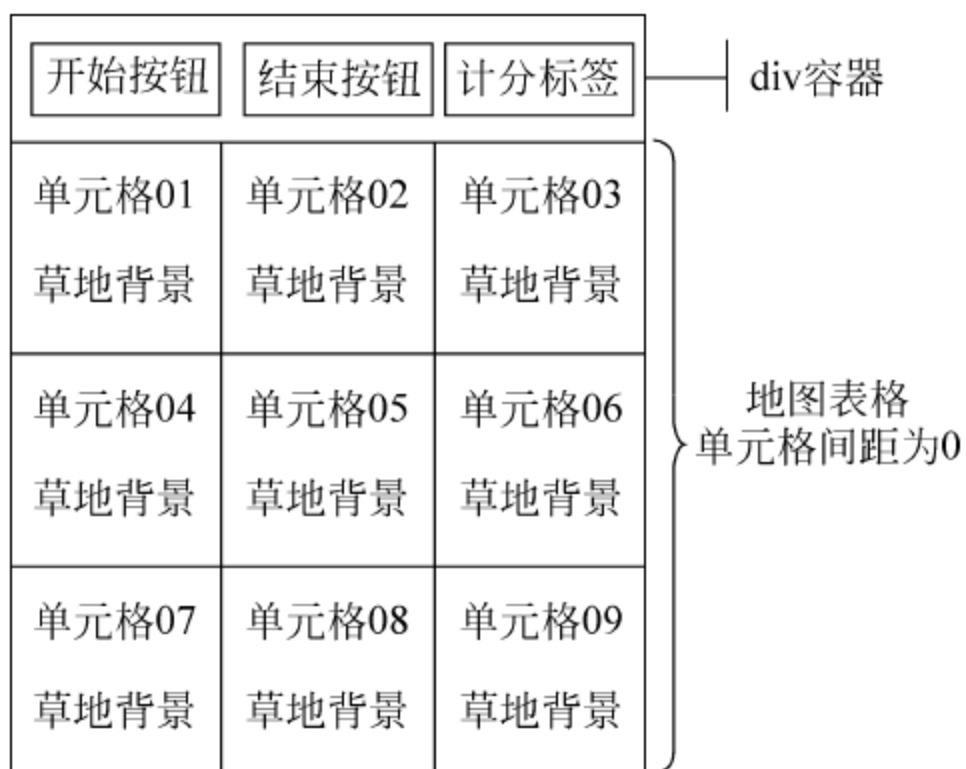 开始按钮 结束按钮 计分标签 div容器
单元格01 单元格02 单元格03
草地背景 草地背景 草地背景
单元格04 单元格05 单元格06
草地背景 草地背景 草地背景
地图表格
单元格间距为0
单元格07 单元格08 单元格09
草地背景 草地背景 草地背景